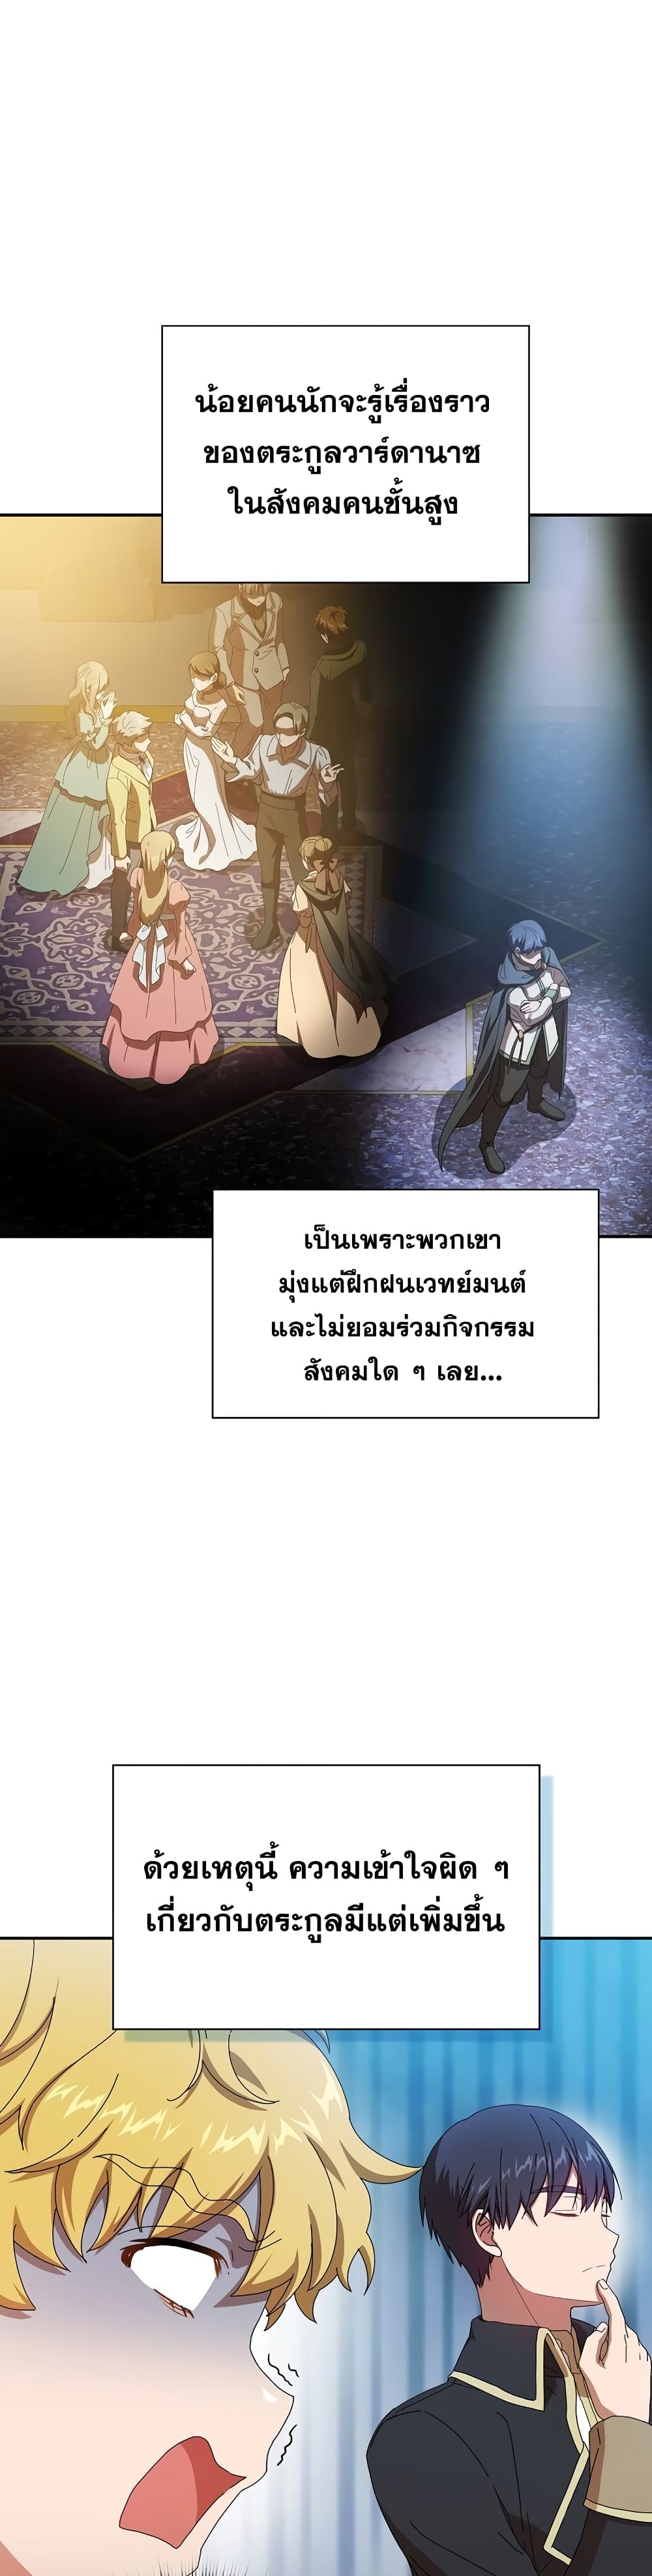 น้อยคนนักจะรู้เรื่องราว
ของตระกูลวาร์ดานาซ
ในสังคมคนชั้นสูง
เป็นเพราะพวกเขา
มุ่งแต่ฝึกฝนเวทย์มนต์
และไม่ยอมร่วมกิจกรรม
สังคมใด ๆ เลย...
ด้วยเหตุนี้ ความเข้าใจผิด ๆ
เกี่ยวกับตระกูลมีแต่เพิ่มขึ้น